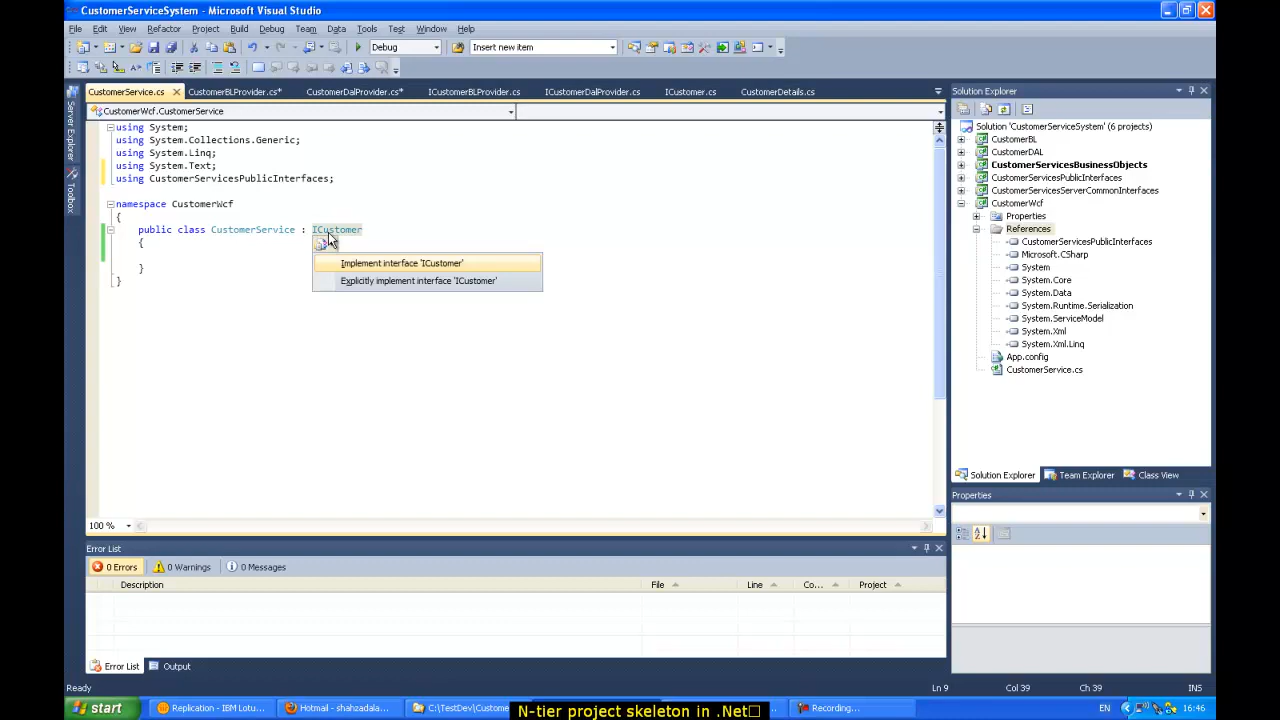 CustomerServiceSystem - Microsoft Visual Studio
File Edit View Refactor Project Build Debug Team Data Tools Test Window Help
Debug Insert new item
CustomerService.cs CustomerBLProvider.cs* CustomerDalProvider.cs* ICustomerBLProvider.cs ICustomerDalProvider.cs ICustomer.cs CustomerDetails.cs
CustomerWcf.CustomerService
using System;
using System.Collections.Generic;
using System.Linq;
using System.Text;
using CustomerServicesPublicInterfaces;
namespace CustomerWcf
{
public class CustomerService : ICustomer
{
Implement interface 'ICustomer'
Explicitly implement interface 'ICustomer'
}
}
100 %
Server Explorer
Toolbox
Solution Explorer
Solution 'CustomerServiceSystem' (6 projects)
CustomerBL
CustomerDAL
CustomerServicesBusinessObjects
CustomerServicesPublicInterfaces
CustomerServicesServerCommonInterfaces
CustomerWcf
Properties
References
CustomerServicesPublicInterfaces
Microsoft.CSharp
System
System.Core
System.Data
System.Runtime.Serialization
System.ServiceModel
System.Xml
System.Xml.Linq
App.config
CustomerService.cs
Solution Explorer Team Explorer Class View
Properties
Error List
0 Errors 0 Warnings 0 Messages
Description File Line Co... Project
Error List Output
Ready Ln 9 Col 39 Ch 39 INS
start Replication - IBM Lotu... Hotmail - shahzadala... C:\TestDev\Custome Recording... EN 16:46
N-tier project skeleton in .Net